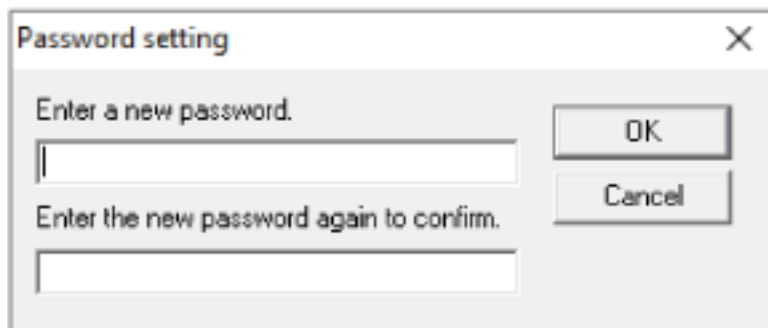 Password setting
Enter a new password.
OK
Cancel
Enter the new password again to confirm.